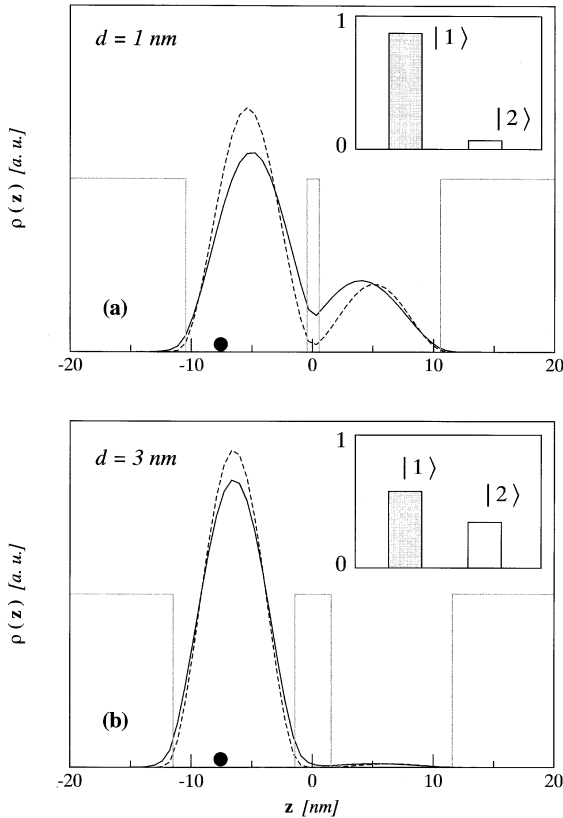 d = 1 nm
1
| 1 ⟩
| 2 ⟩
0
ρ ( z ) [a. u.]
(a)
-20 -10 0 10 20
d = 3 nm
1
| 1 ⟩
| 2 ⟩
0
ρ ( z ) [a. u.]
(b)
-20 -10 0 10 20
z [nm]